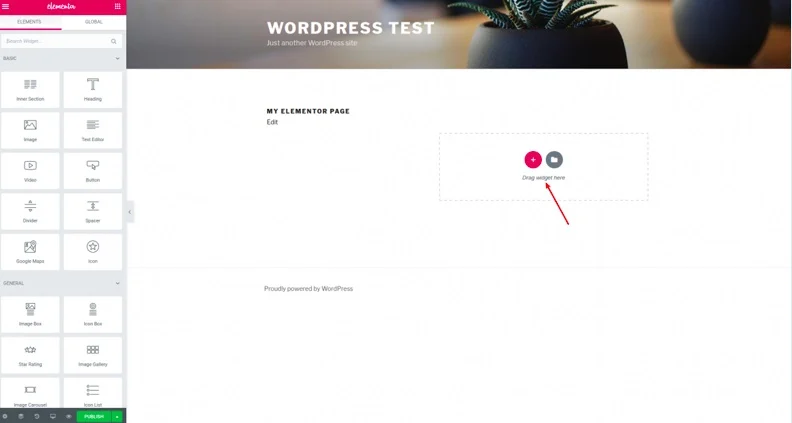 elementor
ELEMENTS
GLOBAL
Search Widget...
BASIC
Inner Section
Heading
Image
Text Editor
Video
Button
Divider
Spacer
Google Maps
Icon
GENERAL
Image Box
Icon Box
Star Rating
Image Gallery
Image Carousel
Icon List
PUBLISH
WORDPRESS TEST
Just another WordPress site
MY ELEMENTOR PAGE
Edit
Drag widget here
Proudly powered by WordPress